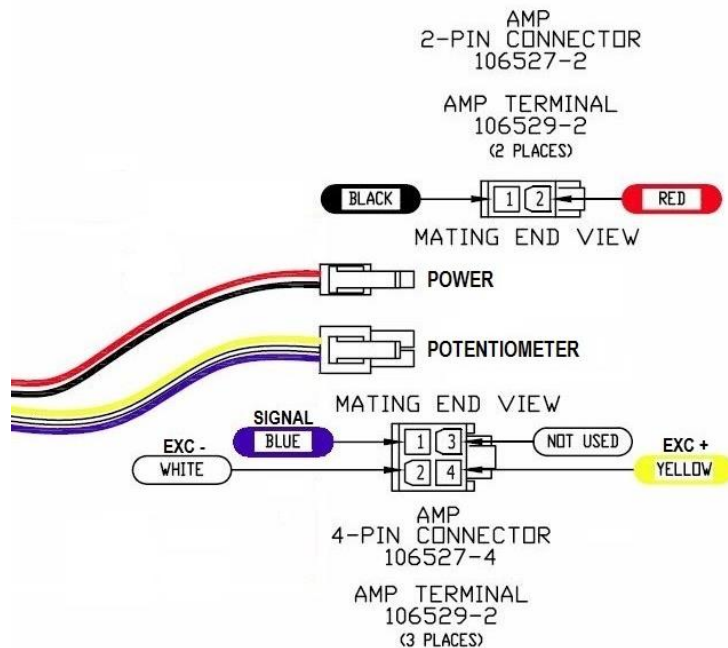 AMP
2-PIN CONNECTOR
106527-2
AMP TERMINAL
106529-2
(2 PLACES)
BLACK
1 2
RED
MATING END VIEW
POWER
POTENTIOMETER
MATING END VIEW
SIGNAL
BLUE
1 3
NOT USED
EXC -
WHITE
2 4
EXC +
YELLOW
AMP
4-PIN CONNECTOR
106527-4
AMP TERMINAL
106529-2
(3 PLACES)